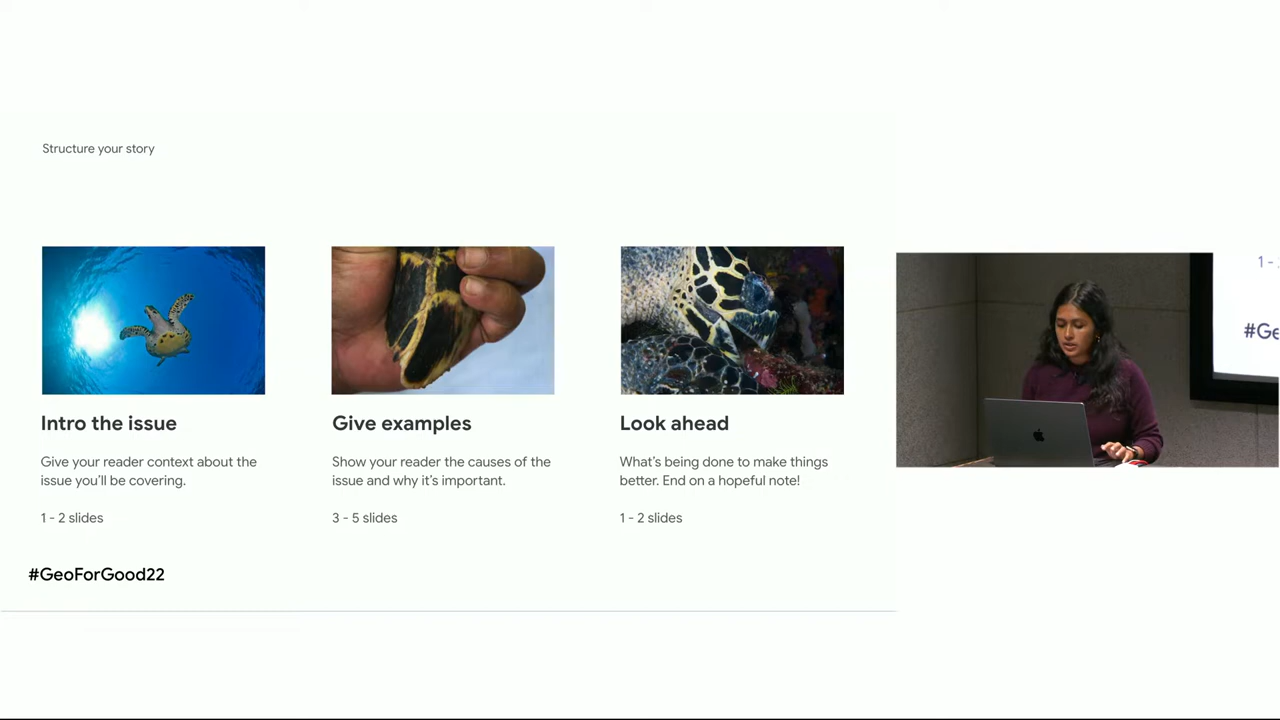 Structure your story
Intro the issue
Give your reader context about the
issue you'll be covering.
1 - 2 slides
Give examples
Show your reader the causes of the
issue and why it's important.
3 - 5 slides
Look ahead
What's being done to make things
better. End on a hopeful note!
1 - 2 slides
#GeoForGood22
1 -
#Ge